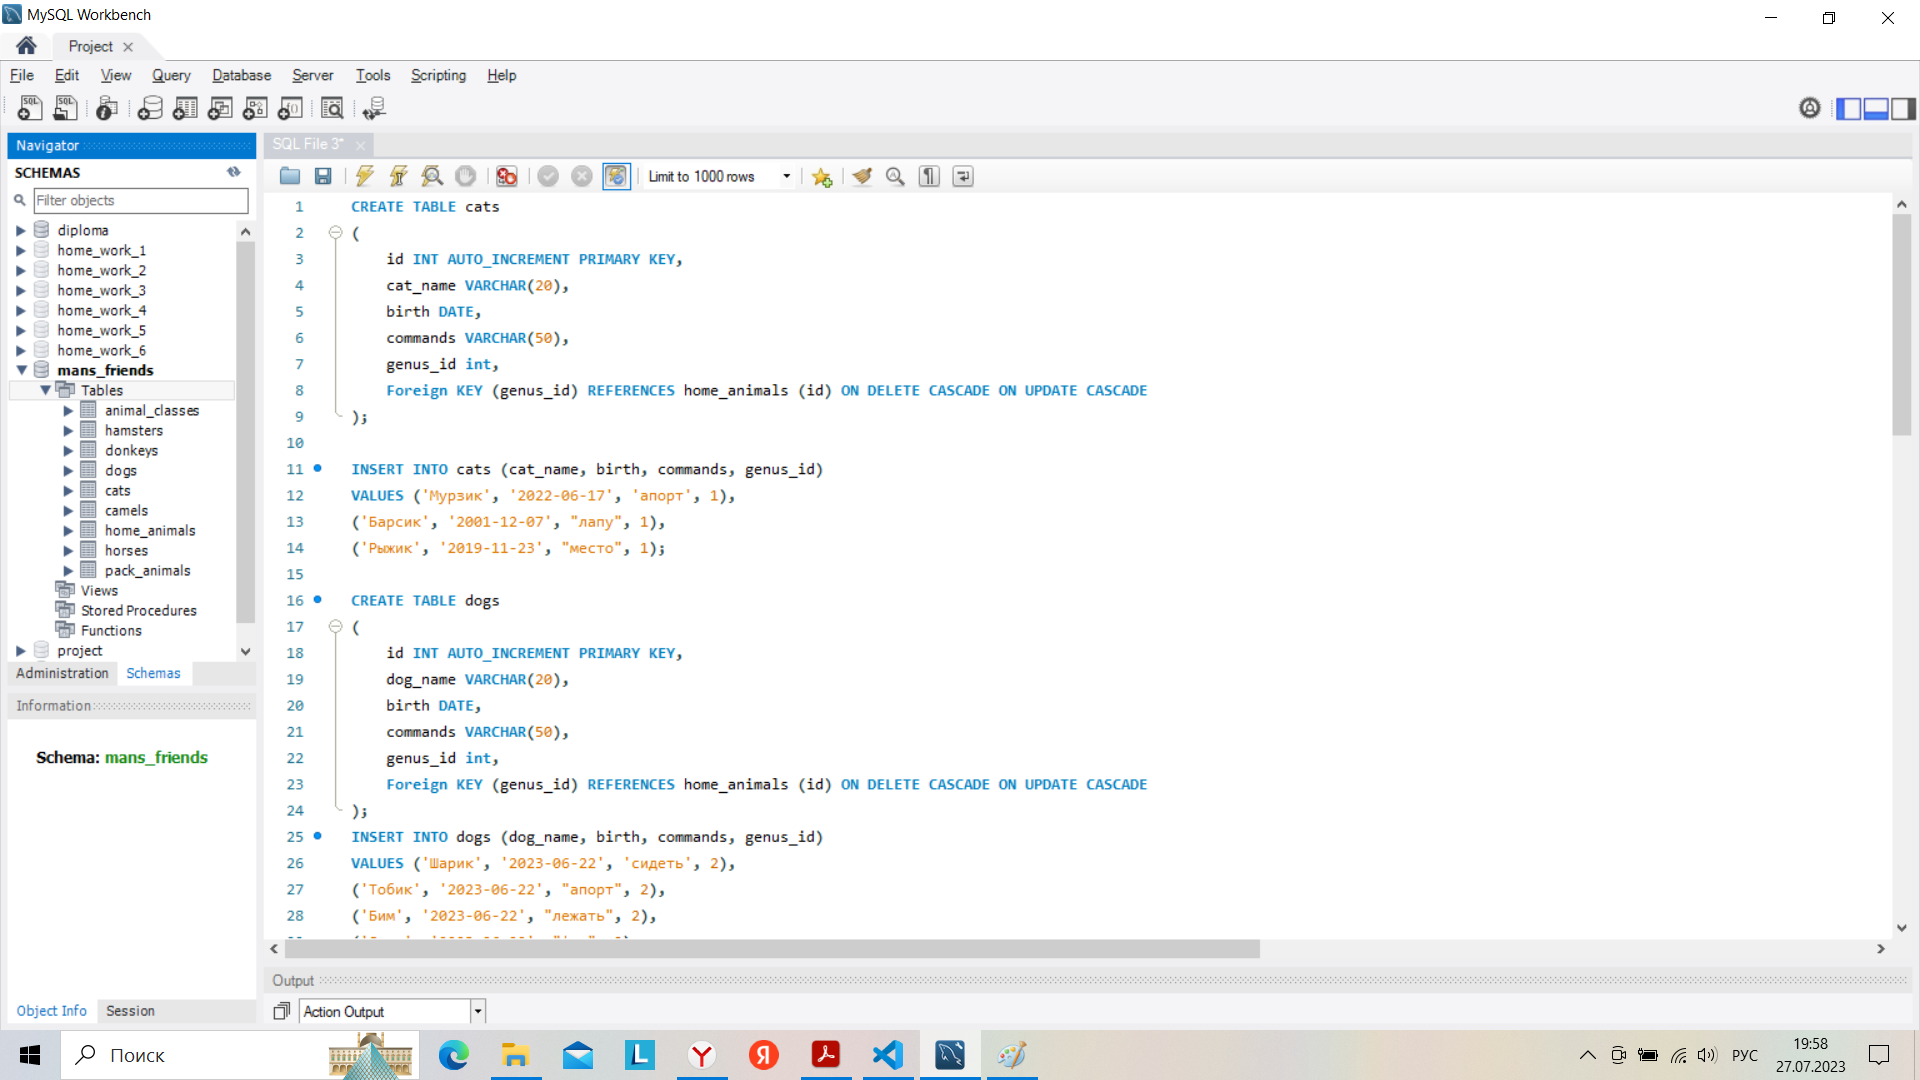 MySQL Workbench
Project
File Edit View Query Database Server Tools Scripting Help
Navigator
SCHEMAS
Filter objects
diploma
home_work_1
home_work_2
home_work_3
home_work_4
home_work_5
home_work_6
mans_friends
Tables
animal_classes
hamsters
donkeys
dogs
cats
camels
home_animals
horses
pack_animals
Views
Stored Procedures
Functions
project
Administration Schemas
Information
Schema: mans_friends
Object Info Session
SQL File 3*
Limit to 1000 rows
1 CREATE TABLE cats
2 (
3 id INT AUTO_INCREMENT PRIMARY KEY,
4 cat_name VARCHAR(20),
5 birth DATE,
6 commands VARCHAR(50),
7 genus_id int,
8 Foreign KEY (genus_id) REFERENCES home_animals (id) ON DELETE CASCADE ON UPDATE CASCADE
9 );
10
11 INSERT INTO cats (cat_name, birth, commands, genus_id)
12 VALUES ('Мурзик', '2022-06-17', 'апорт', 1),
13 ('Барсик', '2001-12-07', "лапу", 1),
14 ('Рыжик', '2019-11-23', "место", 1);
15
16 CREATE TABLE dogs
17 (
18 id INT AUTO_INCREMENT PRIMARY KEY,
19 dog_name VARCHAR(20),
20 birth DATE,
21 commands VARCHAR(50),
22 genus_id int,
23 Foreign KEY (genus_id) REFERENCES home_animals (id) ON DELETE CASCADE ON UPDATE CASCADE
24 );
25 INSERT INTO dogs (dog_name, birth, commands, genus_id)
26 VALUES ('Шарик', '2023-06-22', 'сидеть', 2),
27 ('Тобик', '2023-06-22', "апорт", 2),
28 ('Бим', '2023-06-22', "лежать", 2),
Output
Action Output
Поиск
РУС
19:58
27.07.2023